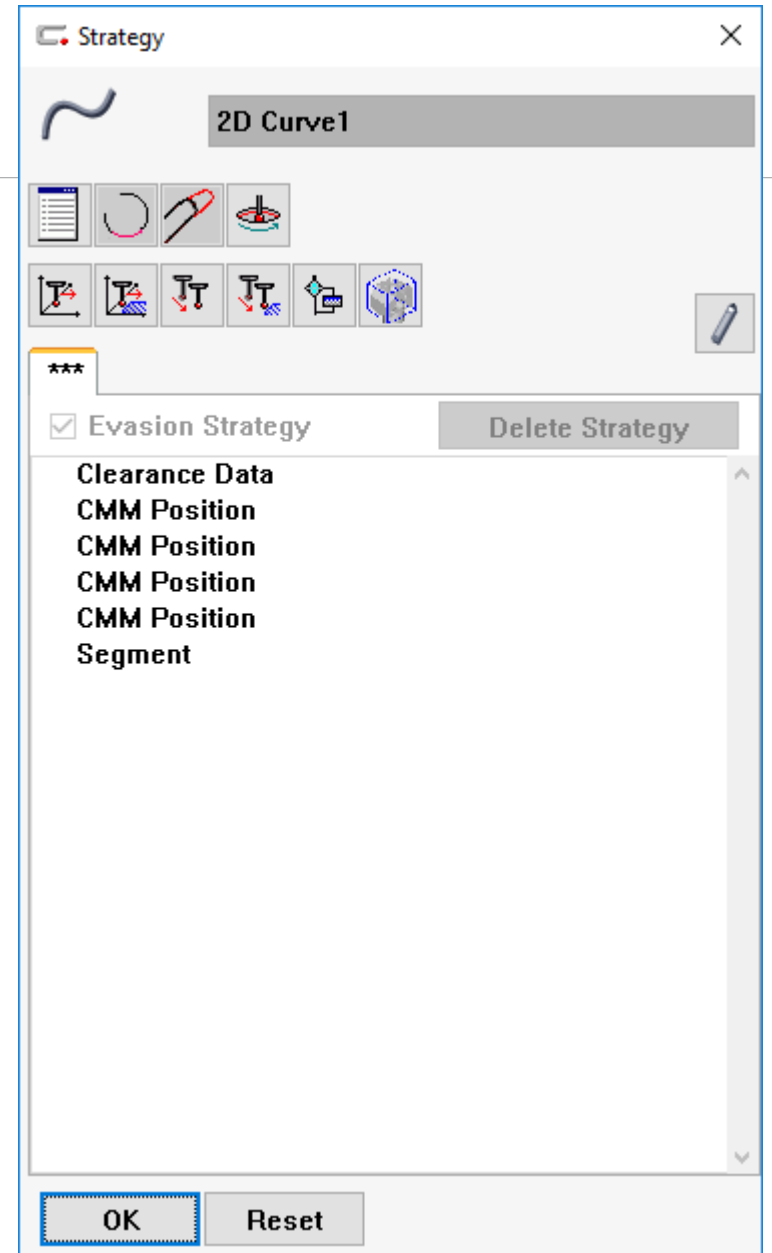 Strategy
2D Curve1
***
Evasion Strategy
Delete Strategy
Clearance Data
CMM Position
CMM Position
CMM Position
CMM Position
Segment
OK
Reset